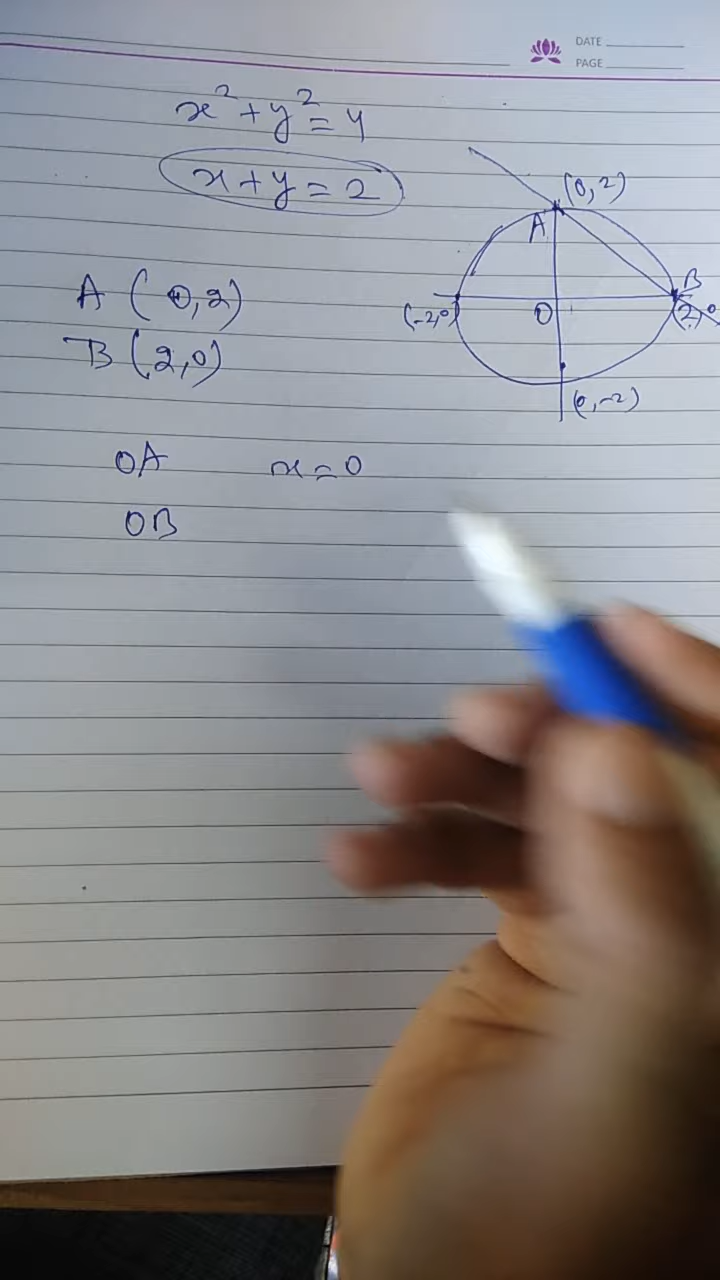 DATE
PAGE
x² + y² = 4
x + y = 2
(0, 2)
A
B
A (0, 2)
(-2, 0)
O
(2, 0
B (2, 0)
(0, -2)
OA x = 0
OB